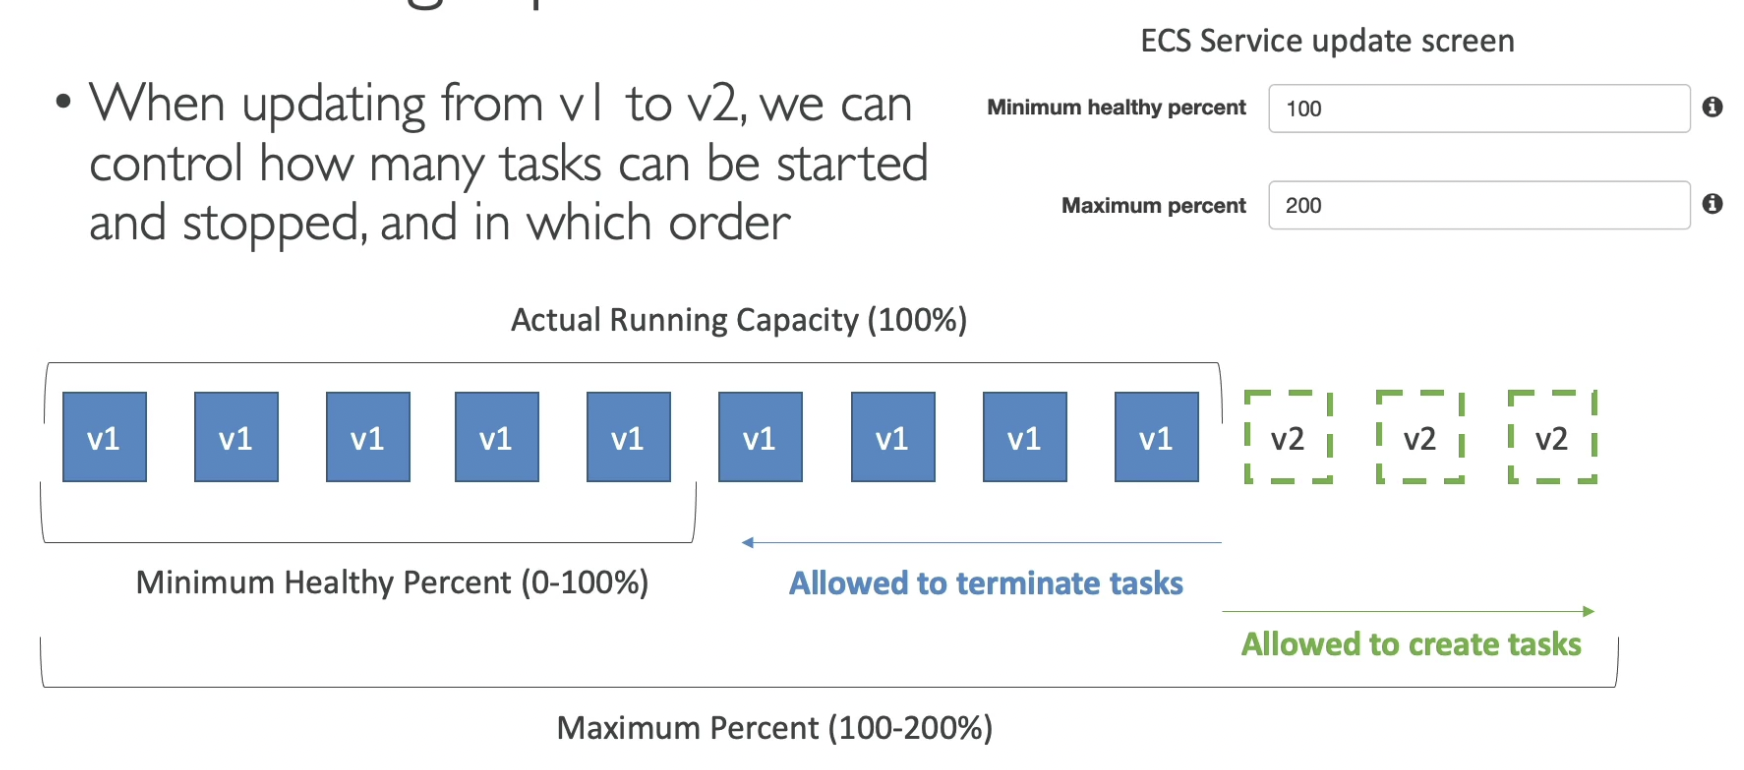 ECS Service update screen
• When updating from v1 to v2, we can
control how many tasks can be started
and stopped, and in which order
Minimum healthy percent 100
Maximum percent 200
Actual Running Capacity (100%)
v1 v1 v1 v1 v1 v1 v1 v1 v1 v2 v2 v2
Minimum Healthy Percent (0-100%)
Allowed to terminate tasks
Allowed to create tasks
Maximum Percent (100-200%)